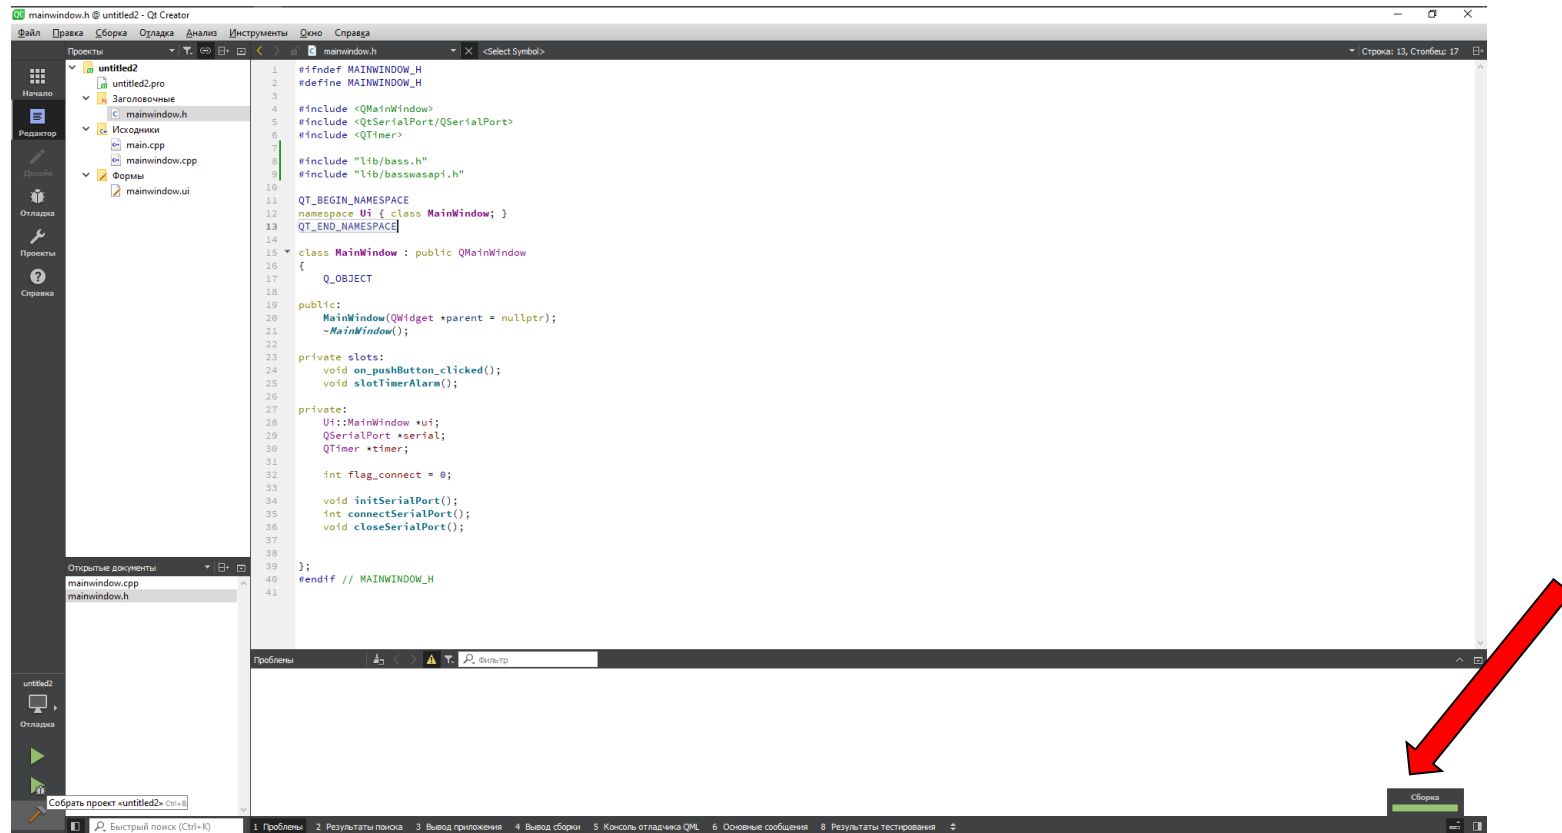 mainwindow.h @ untitled2 - Qt Creator
Файл Правка Сборка Отладка Анализ Инструменты Окно Справка
Проекты
mainwindow.h
<Select Symbol>
Строка: 13, Столбец: 17
Начало
Редактор
Дизайн
Отладка
Проекты
Справка
untitled2
untitled2.pro
Заголовочные
mainwindow.h
Исходники
main.cpp
mainwindow.cpp
Формы
mainwindow.ui
1 #ifndef MAINWINDOW_H
2 #define MAINWINDOW_H
3
4 #include <QMainWindow>
5 #include <QtSerialPort/QSerialPort>
6 #include <QTimer>
7
8 #include "lib/bass.h"
9 #include "lib/basswasapi.h"
10
11 QT_BEGIN_NAMESPACE
12 namespace Ui { class MainWindow; }
13 QT_END_NAMESPACE
14
15 class MainWindow : public QMainWindow
16 {
17 Q_OBJECT
18
19 public:
20 MainWindow(QWidget *parent = nullptr);
21 ~MainWindow();
22
23 private slots:
24 void on_pushButton_clicked();
25 void slotTimerAlarm();
26
27 private:
28 Ui::MainWindow *ui;
29 QSerialPort *serial;
30 QTimer *timer;
31
32 int flag_connect = 0;
33
34 void initSerialPort();
35 int connectSerialPort();
36 void closeSerialPort();
37
38
39 };
40 #endif // MAINWINDOW_H
41
Открытые документы
mainwindow.cpp
mainwindow.h
Проблемы
Фильтр
untitled2
Отладка
Собрать проект «untitled2» Ctrl+B
Сборка
Быстрый поиск (Ctrl+K)
1 Проблемы 2 Результаты поиска 3 Вывод приложения 4 Вывод сборки 5 Консоль отладчика QML 6 Основные сообщения 8 Результаты тестирования